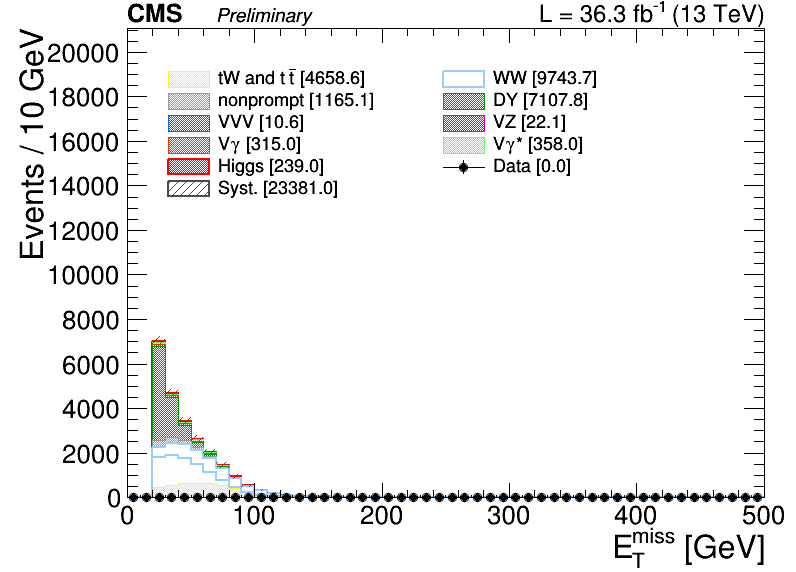 CMS Preliminary L = 36.3 fb⁻¹ (13 TeV)
Events / 10 GeV
20000
18000
16000
14000
12000
10000
8000
6000
4000
2000
0
tW and tt̅ [4658.6]
nonprompt [1165.1]
VVV [10.6]
Vγ [315.0]
Higgs [239.0]
Syst. [23381.0]
WW [9743.7]
DY [7107.8]
VZ [22.1]
Vγ* [358.0]
Data [0.0]
0 100 200 300 400 500
E_T^miss [GeV]